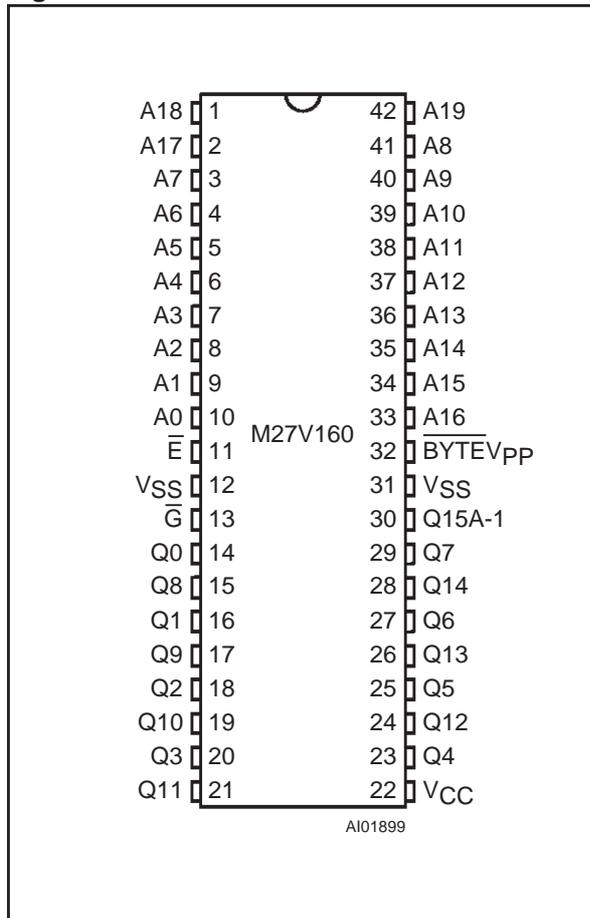 A18 1 42 A19
A17 2 41 A8
A7 3 40 A9
A6 4 39 A10
A5 5 38 A11
A4 6 37 A12
A3 7 36 A13
A2 8 35 A14
A1 9 34 A15
A0 10 33 A16
M27V160
E̅ 11 32 B̅Y̅T̅E̅VPP
VSS 12 31 VSS
G̅ 13 30 Q15A-1
Q0 14 29 Q7
Q8 15 28 Q14
Q1 16 27 Q6
Q9 17 26 Q13
Q2 18 25 Q5
Q10 19 24 Q12
Q3 20 23 Q4
Q11 21 22 VCC
AI01899